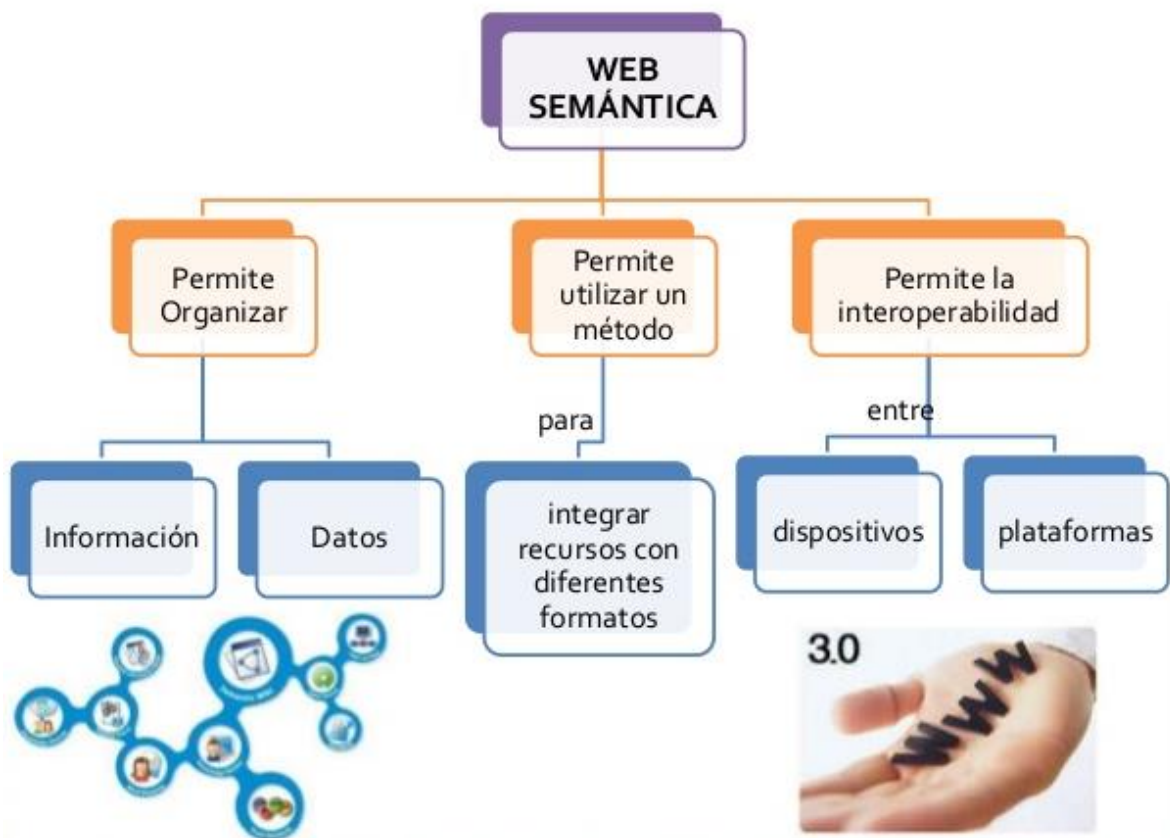 WEB
SEMÁNTICA
Permite
Organizar
Permite
utilizar un
método
Permite la
interoperabilidad
para
entre
Información
Datos
integrar
recursos con
diferentes
formatos
dispositivos
plataformas
3.0
WWW